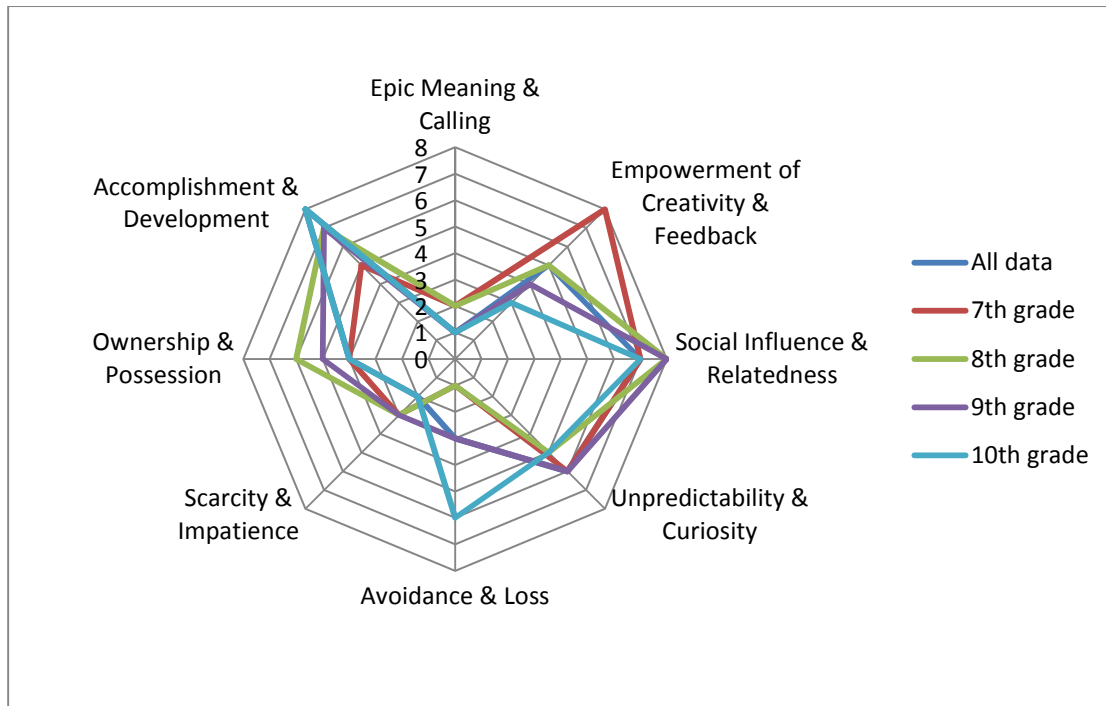 Epic Meaning &
Calling
Empowerment of
Creativity &
Feedback
Social Influence &
Relatedness
Unpredictability &
Curiosity
Avoidance & Loss
Scarcity &
Impatience
Ownership &
Possession
Accomplishment &
Development
8
7
6
5
4
3
2
1
0
All data
7th grade
8th grade
9th grade
10th grade